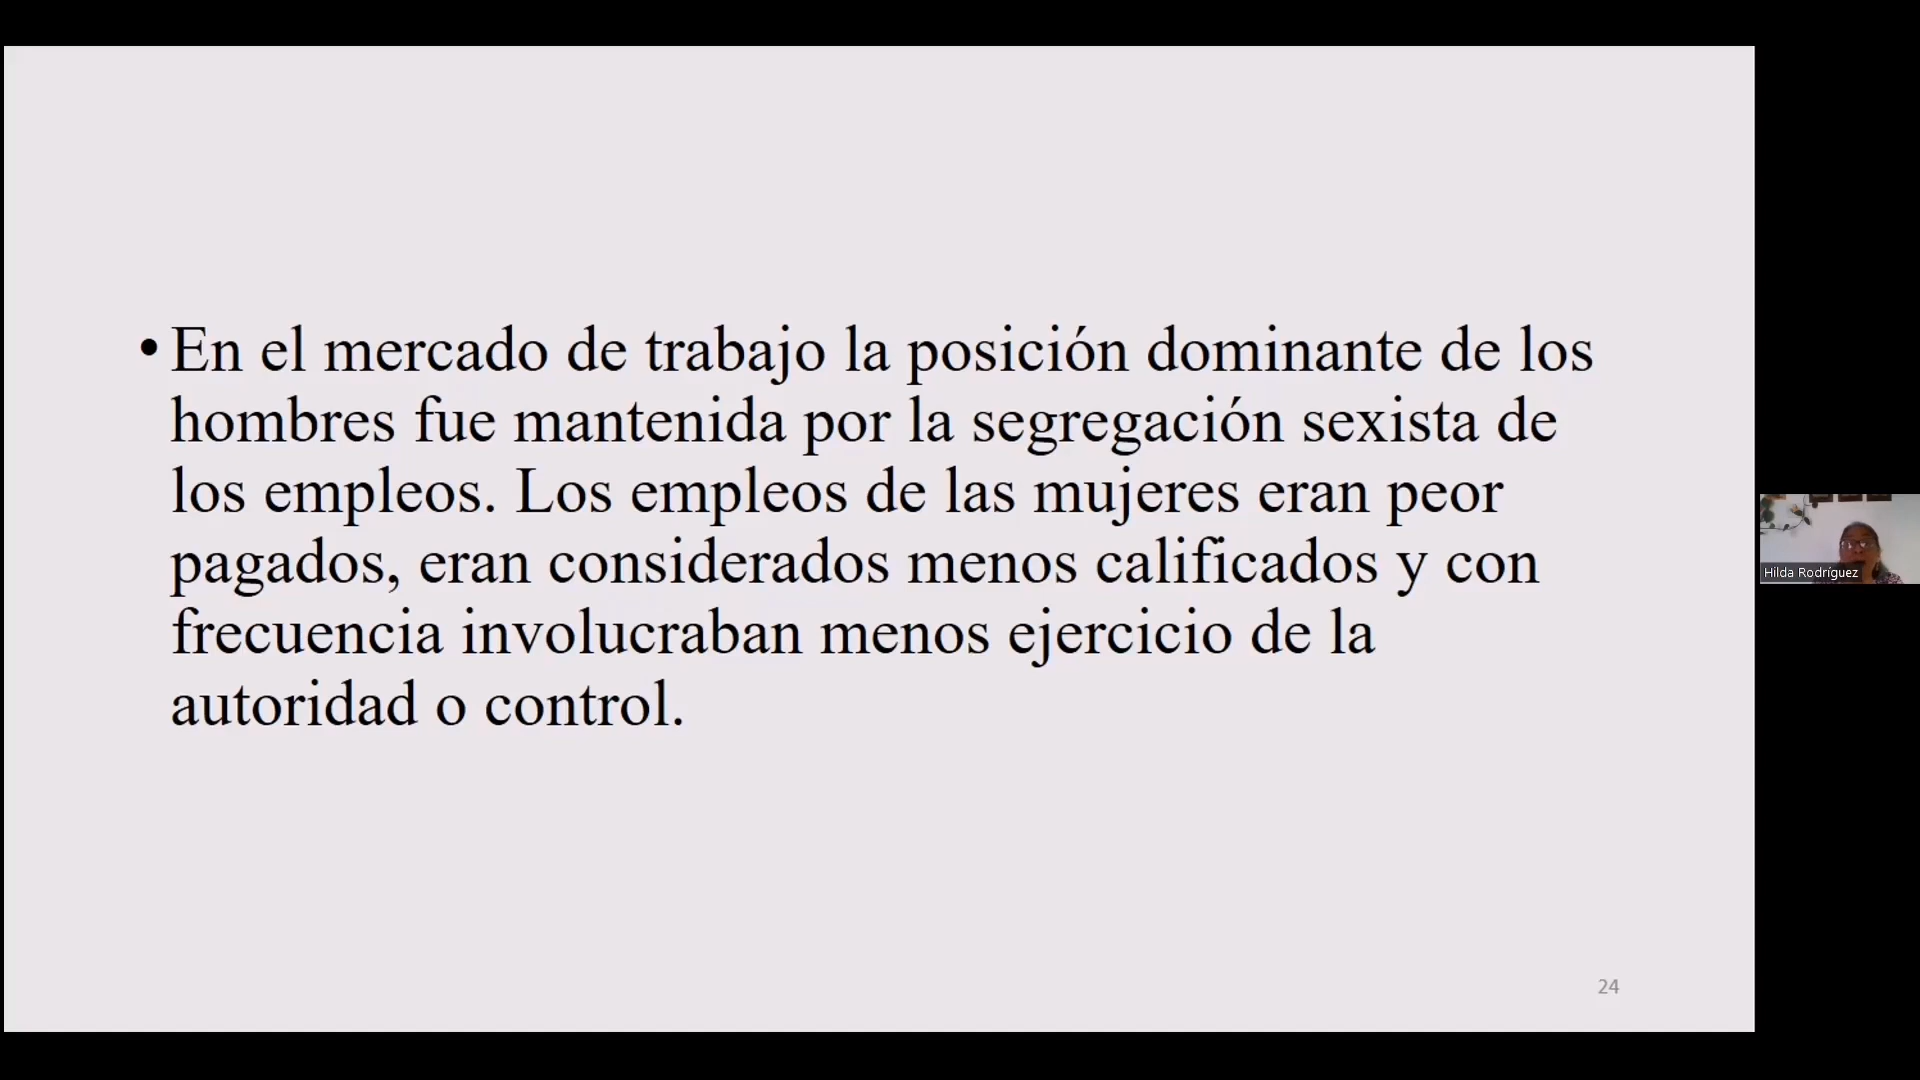 • En el mercado de trabajo la posición dominante de los
hombres fue mantenida por la segregación sexista de
los empleos. Los empleos de las mujeres eran peor
pagados, eran considerados menos calificados y con
frecuencia involucraban menos ejercicio de la
autoridad o control.
Hilda Rodríguez
24